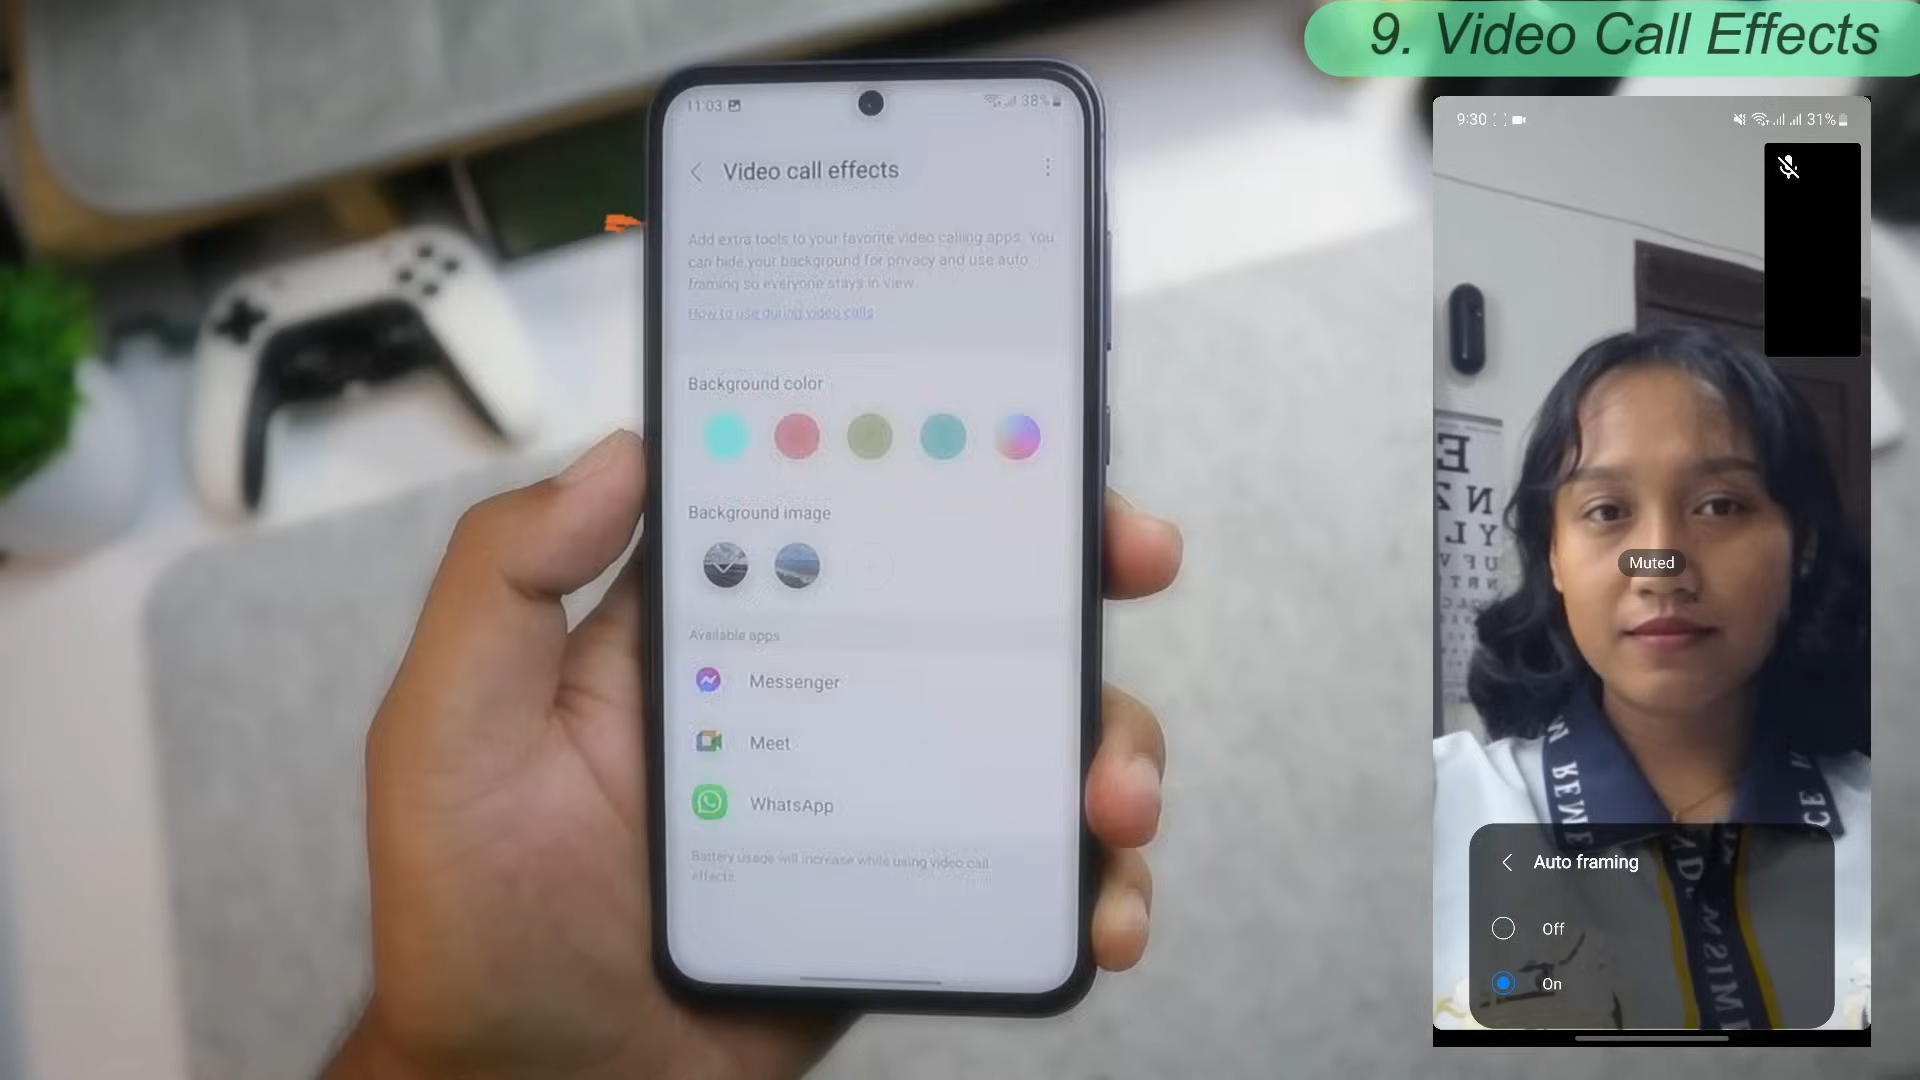 9. Video Call Effects
11:03
38%
Video call effects
Add extra tools to your favorite video calling apps. You
can hide your background for privacy and use auto
framing so everyone stays in view.
How to use during video calls
Background color
Background image
Available apps
Messenger
Meet
WhatsApp
Battery usage will increase while using video call
effects.
9:30
31%
E
N Z
Y L
U F V
Muted
Auto framing
Off
On